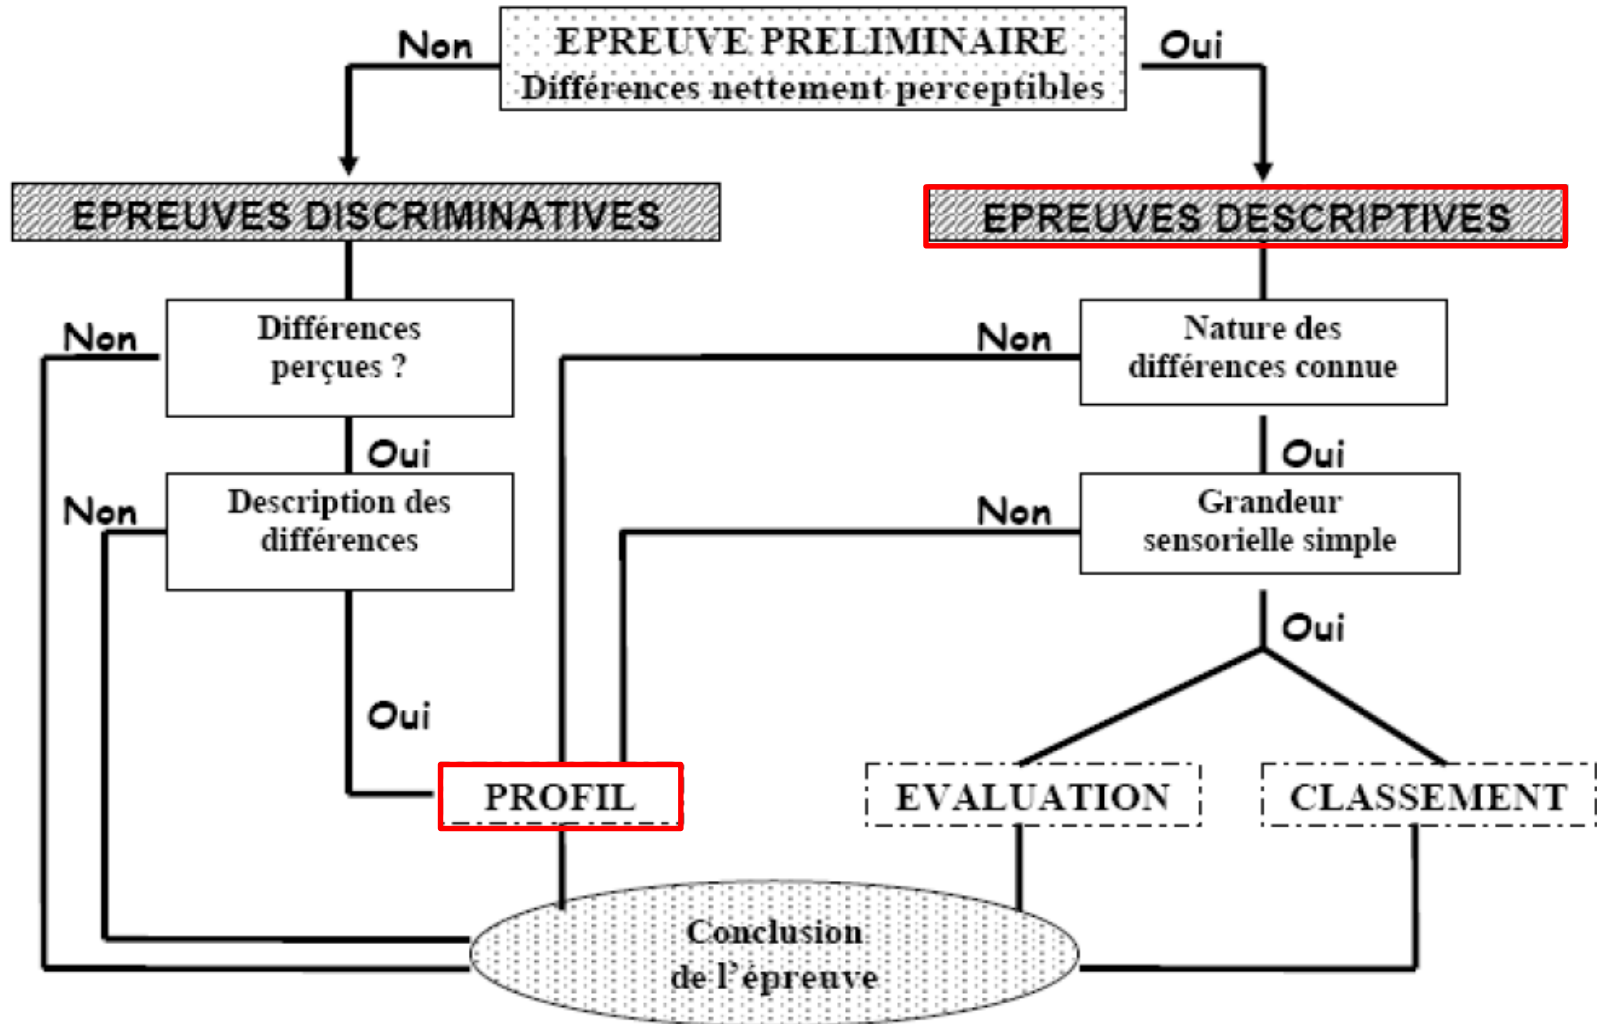 Non
EPREUVE PRELIMINAIRE
Différences nettement perceptibles
Oui
EPREUVES DISCRIMINATIVES
EPREUVES DESCRIPTIVES
Non
Différences
perçues ?
Non
Nature des
différences connue
Oui
Oui
Non
Description des
différences
Non
Grandeur
sensorielle simple
Oui
Oui
PROFIL
EVALUATION
CLASSEMENT
Conclusion
de l'épreuve